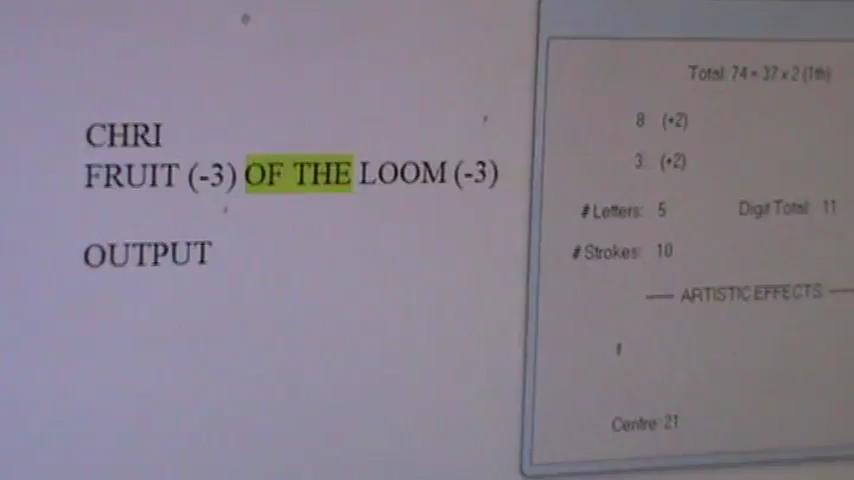 CHRI
FRUIT (-3) OF THE LOOM (-3)
OUTPUT
Total: 74 = 37 x 2 (1th)
8 (+2)
3 (+2)
# Letters: 5 Digit Total: 11
# Strokes: 10
ARTISTIC EFFECTS
Centre: 21